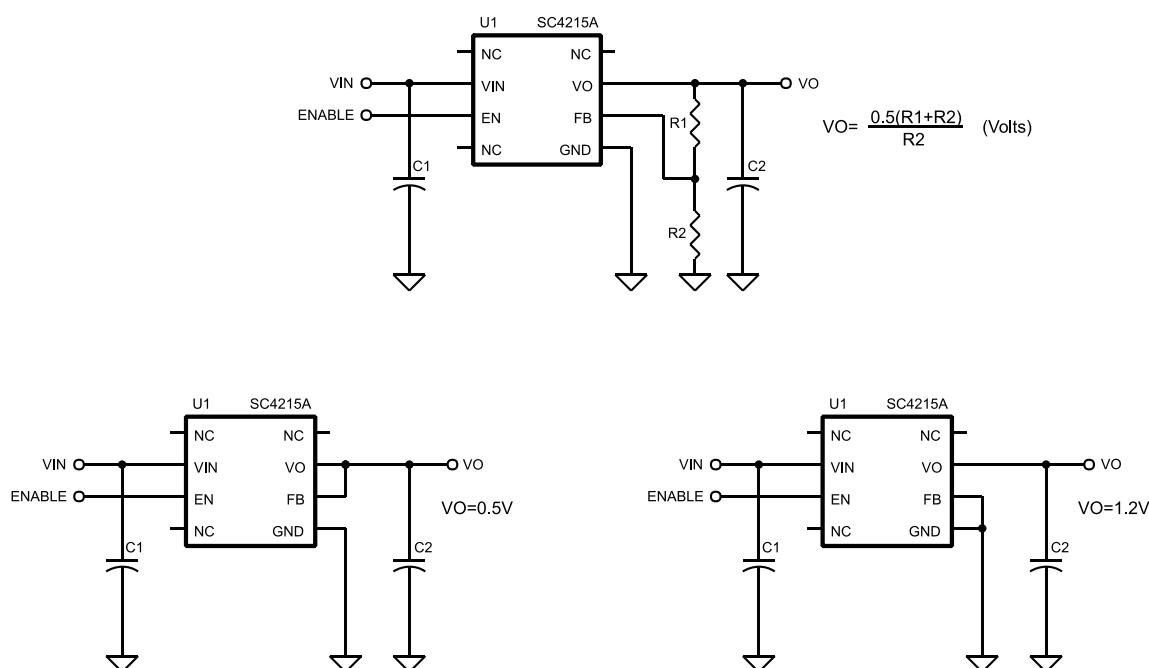 U1 SC4215A
NC NC
VIN VIN VO VO
ENABLE EN FB R1
VO= 0.5(R1+R2) (Volts)
R2
NC GND
C1 C2
R2
U1 SC4215A
NC NC
VIN VIN VO VO
ENABLE EN FB
VO=0.5V
NC GND
C1 C2
U1 SC4215A
NC NC
VIN VIN VO VO
ENABLE EN FB
VO=1.2V
NC GND
C1 C2